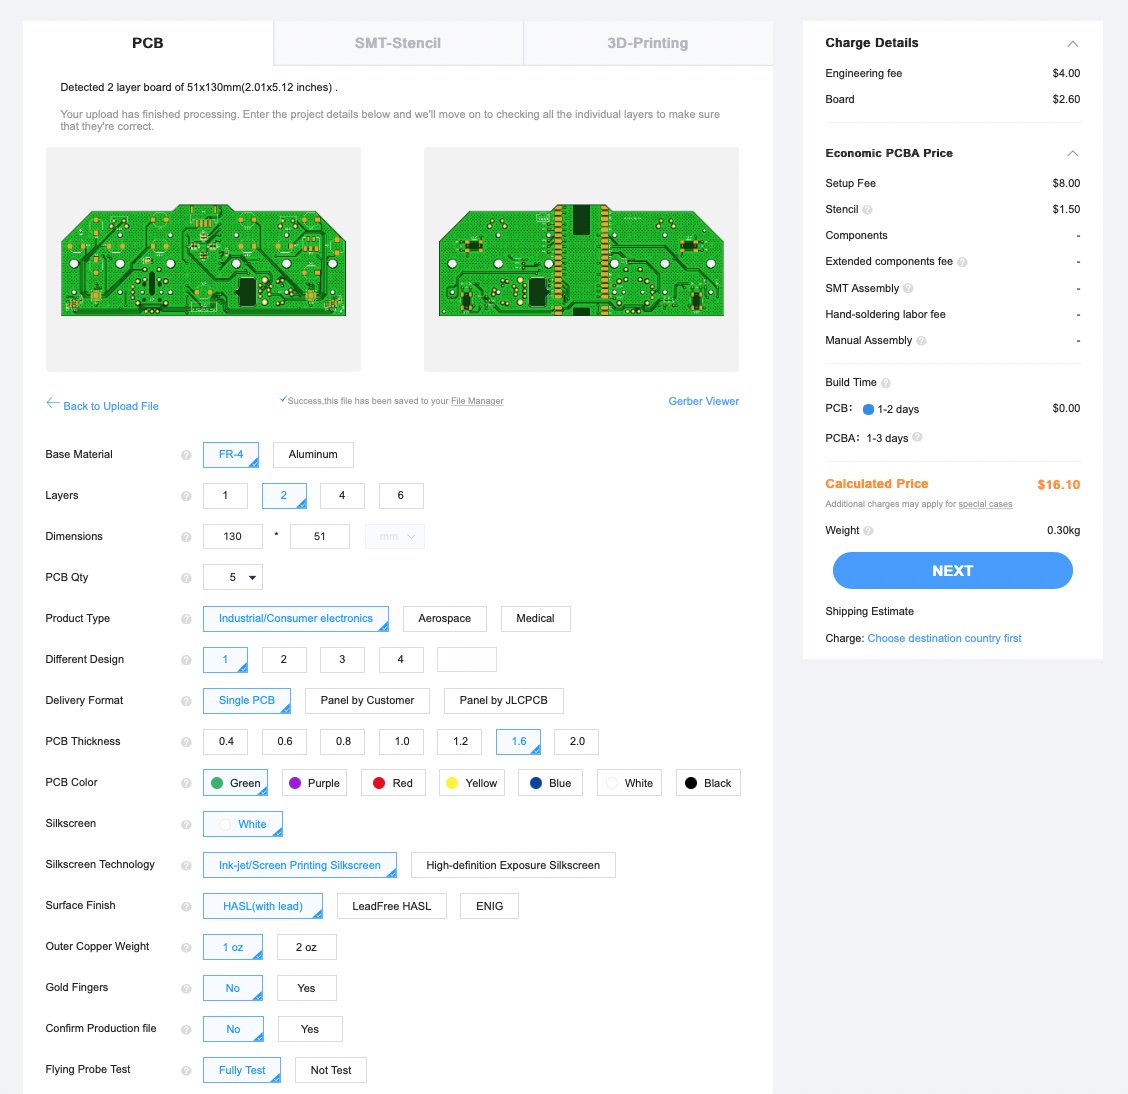 PCB
SMT-Stencil
3D-Printing
Detected 2 layer board of 51x130mm(2.01x5.12 inches) .
Your upload has finished processing. Enter the project details below and we'll move on to checking all the individual layers to make sure
that they're correct.
Back to Upload File
Success,this file has been saved to your File Manager
Gerber Viewer
Base Material ? FR-4 Aluminum
Layers ? 1 2 4 6
Dimensions ? 130 * 51 mm
PCB Qty ? 5
Product Type ? Industrial/Consumer electronics Aerospace Medical
Different Design ? 1 2 3 4
Delivery Format ? Single PCB Panel by Customer Panel by JLCPCB
PCB Thickness ? 0.4 0.6 0.8 1.0 1.2 1.6 2.0
PCB Color ? Green Purple Red Yellow Blue White Black
Silkscreen ? White
Silkscreen Technology ? Ink-jet/Screen Printing Silkscreen High-definition Exposure Silkscreen
Surface Finish ? HASL(with lead) LeadFree HASL ENIG
Outer Copper Weight ? 1 oz 2 oz
Gold Fingers ? No Yes
Confirm Production file ? No Yes
Flying Probe Test ? Fully Test Not Test
Charge Details
Engineering fee $4.00
Board $2.60
Economic PCBA Price
Setup Fee $8.00
Stencil ? $1.50
Components -
Extended components fee ? -
SMT Assembly ? -
Hand-soldering labor fee -
Manual Assembly ? -
Build Time ?
PCB: 1-2 days $0.00
PCBA: 1-3 days ?
Calculated Price $16.10
Additional charges may apply for special cases
Weight ? 0.30kg
NEXT
Shipping Estimate
Charge: Choose destination country first